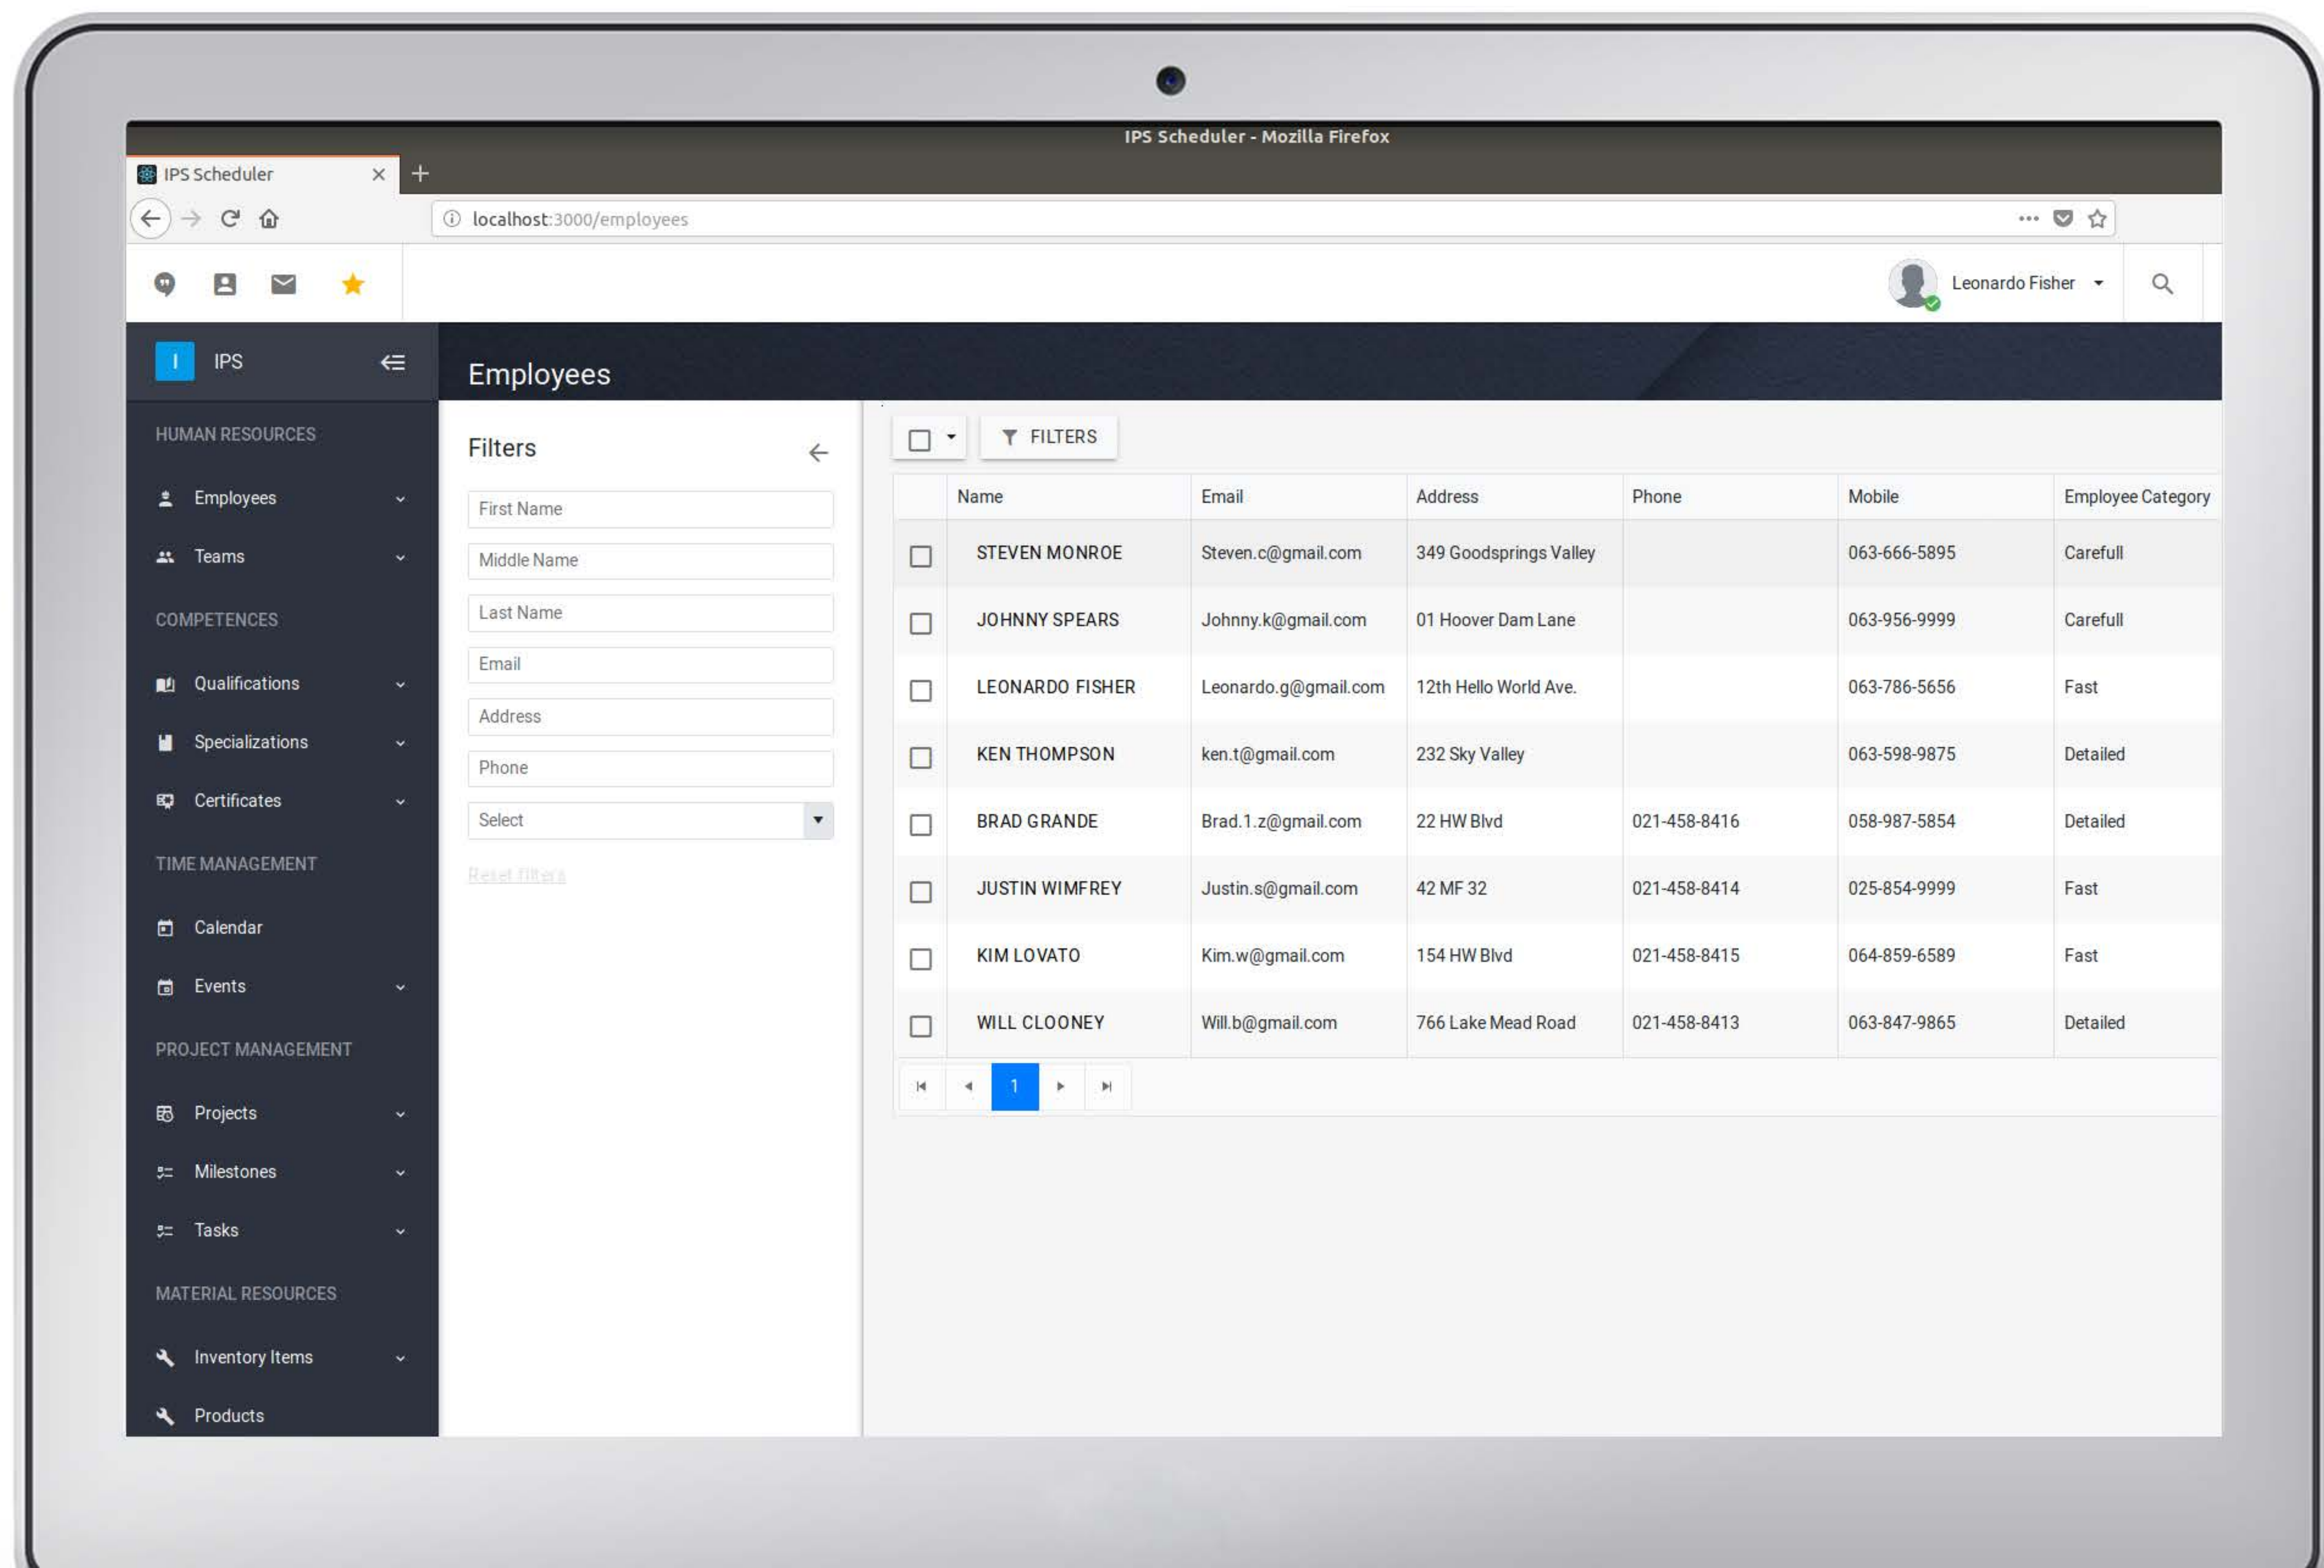 IPS Scheduler - Mozilla Firefox
IPS Scheduler
localhost:3000/employees
Leonardo Fisher
I IPS
Employees
HUMAN RESOURCES
Employees
Teams
COMPETENCES
Qualifications
Specializations
Certificates
TIME MANAGEMENT
Calendar
Events
PROJECT MANAGEMENT
Projects
Milestones
Tasks
MATERIAL RESOURCES
Inventory Items
Products
Filters
First Name
Middle Name
Last Name
Email
Address
Phone
Select
Reset filters
FILTERS
Name Email Address Phone Mobile Employee Category
STEVEN MONROE Steven.c@gmail.com 349 Goodsprings Valley 063-666-5895 Carefull
JOHNNY SPEARS Johnny.k@gmail.com 01 Hoover Dam Lane 063-956-9999 Carefull
LEONARDO FISHER Leonardo.g@gmail.com 12th Hello World Ave. 063-786-5656 Fast
KEN THOMPSON ken.t@gmail.com 232 Sky Valley 063-598-9875 Detailed
BRAD GRANDE Brad.1.z@gmail.com 22 HW Blvd 021-458-8416 058-987-5854 Detailed
JUSTIN WIMFREY Justin.s@gmail.com 42 MF 32 021-458-8414 025-854-9999 Fast
KIM LOVATO Kim.w@gmail.com 154 HW Blvd 021-458-8415 064-859-6589 Fast
WILL CLOONEY Will.b@gmail.com 766 Lake Mead Road 021-458-8413 063-847-9865 Detailed
1